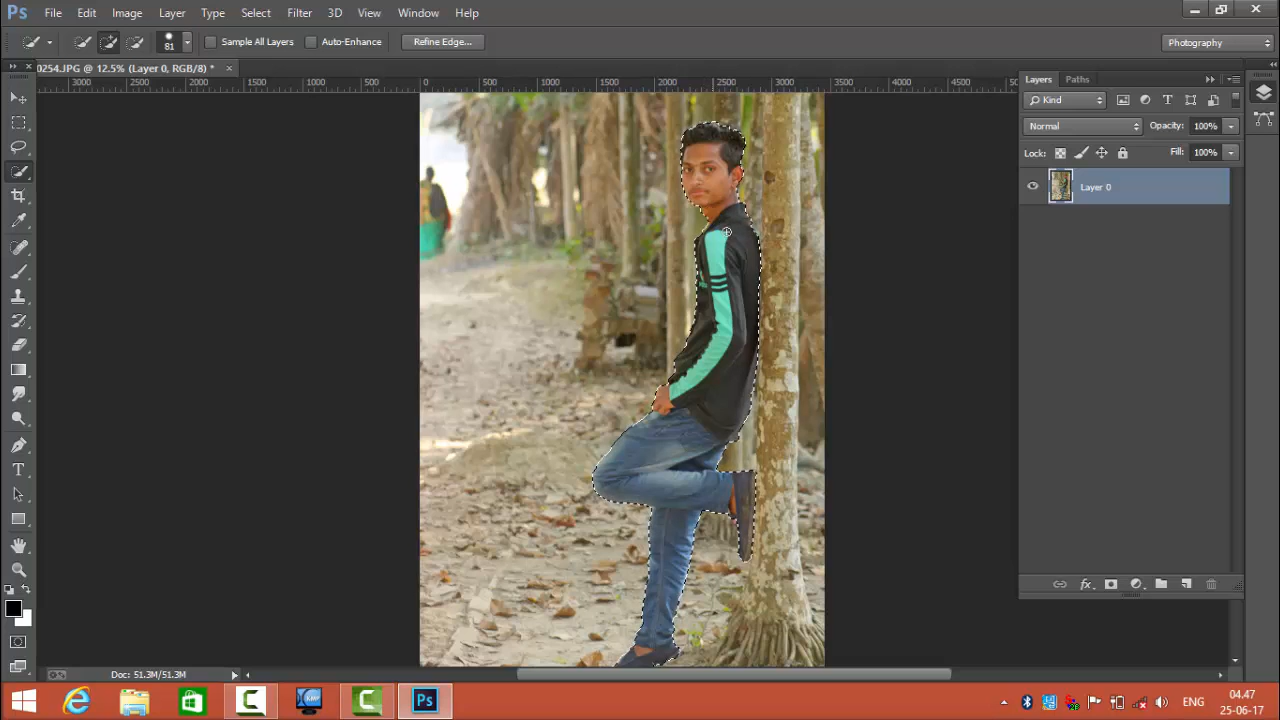 Ps File Edit Image Layer Type Select Filter 3D View Window Help
81 Sample All Layers Auto-Enhance Refine Edge... Photography
0254.JPG @ 12.5% (Layer 0, RGB/8) * ×
3000 2500 2000 1500 1000 500 0 500 1000 1500 2000 2500 3000 3500 4000 4500
Layers Paths
Kind
Normal Opacity: 100%
Lock: Fill: 100%
Layer 0
Doc: 51.3M/51.3M
Ps ENG 04.47
25-06-17